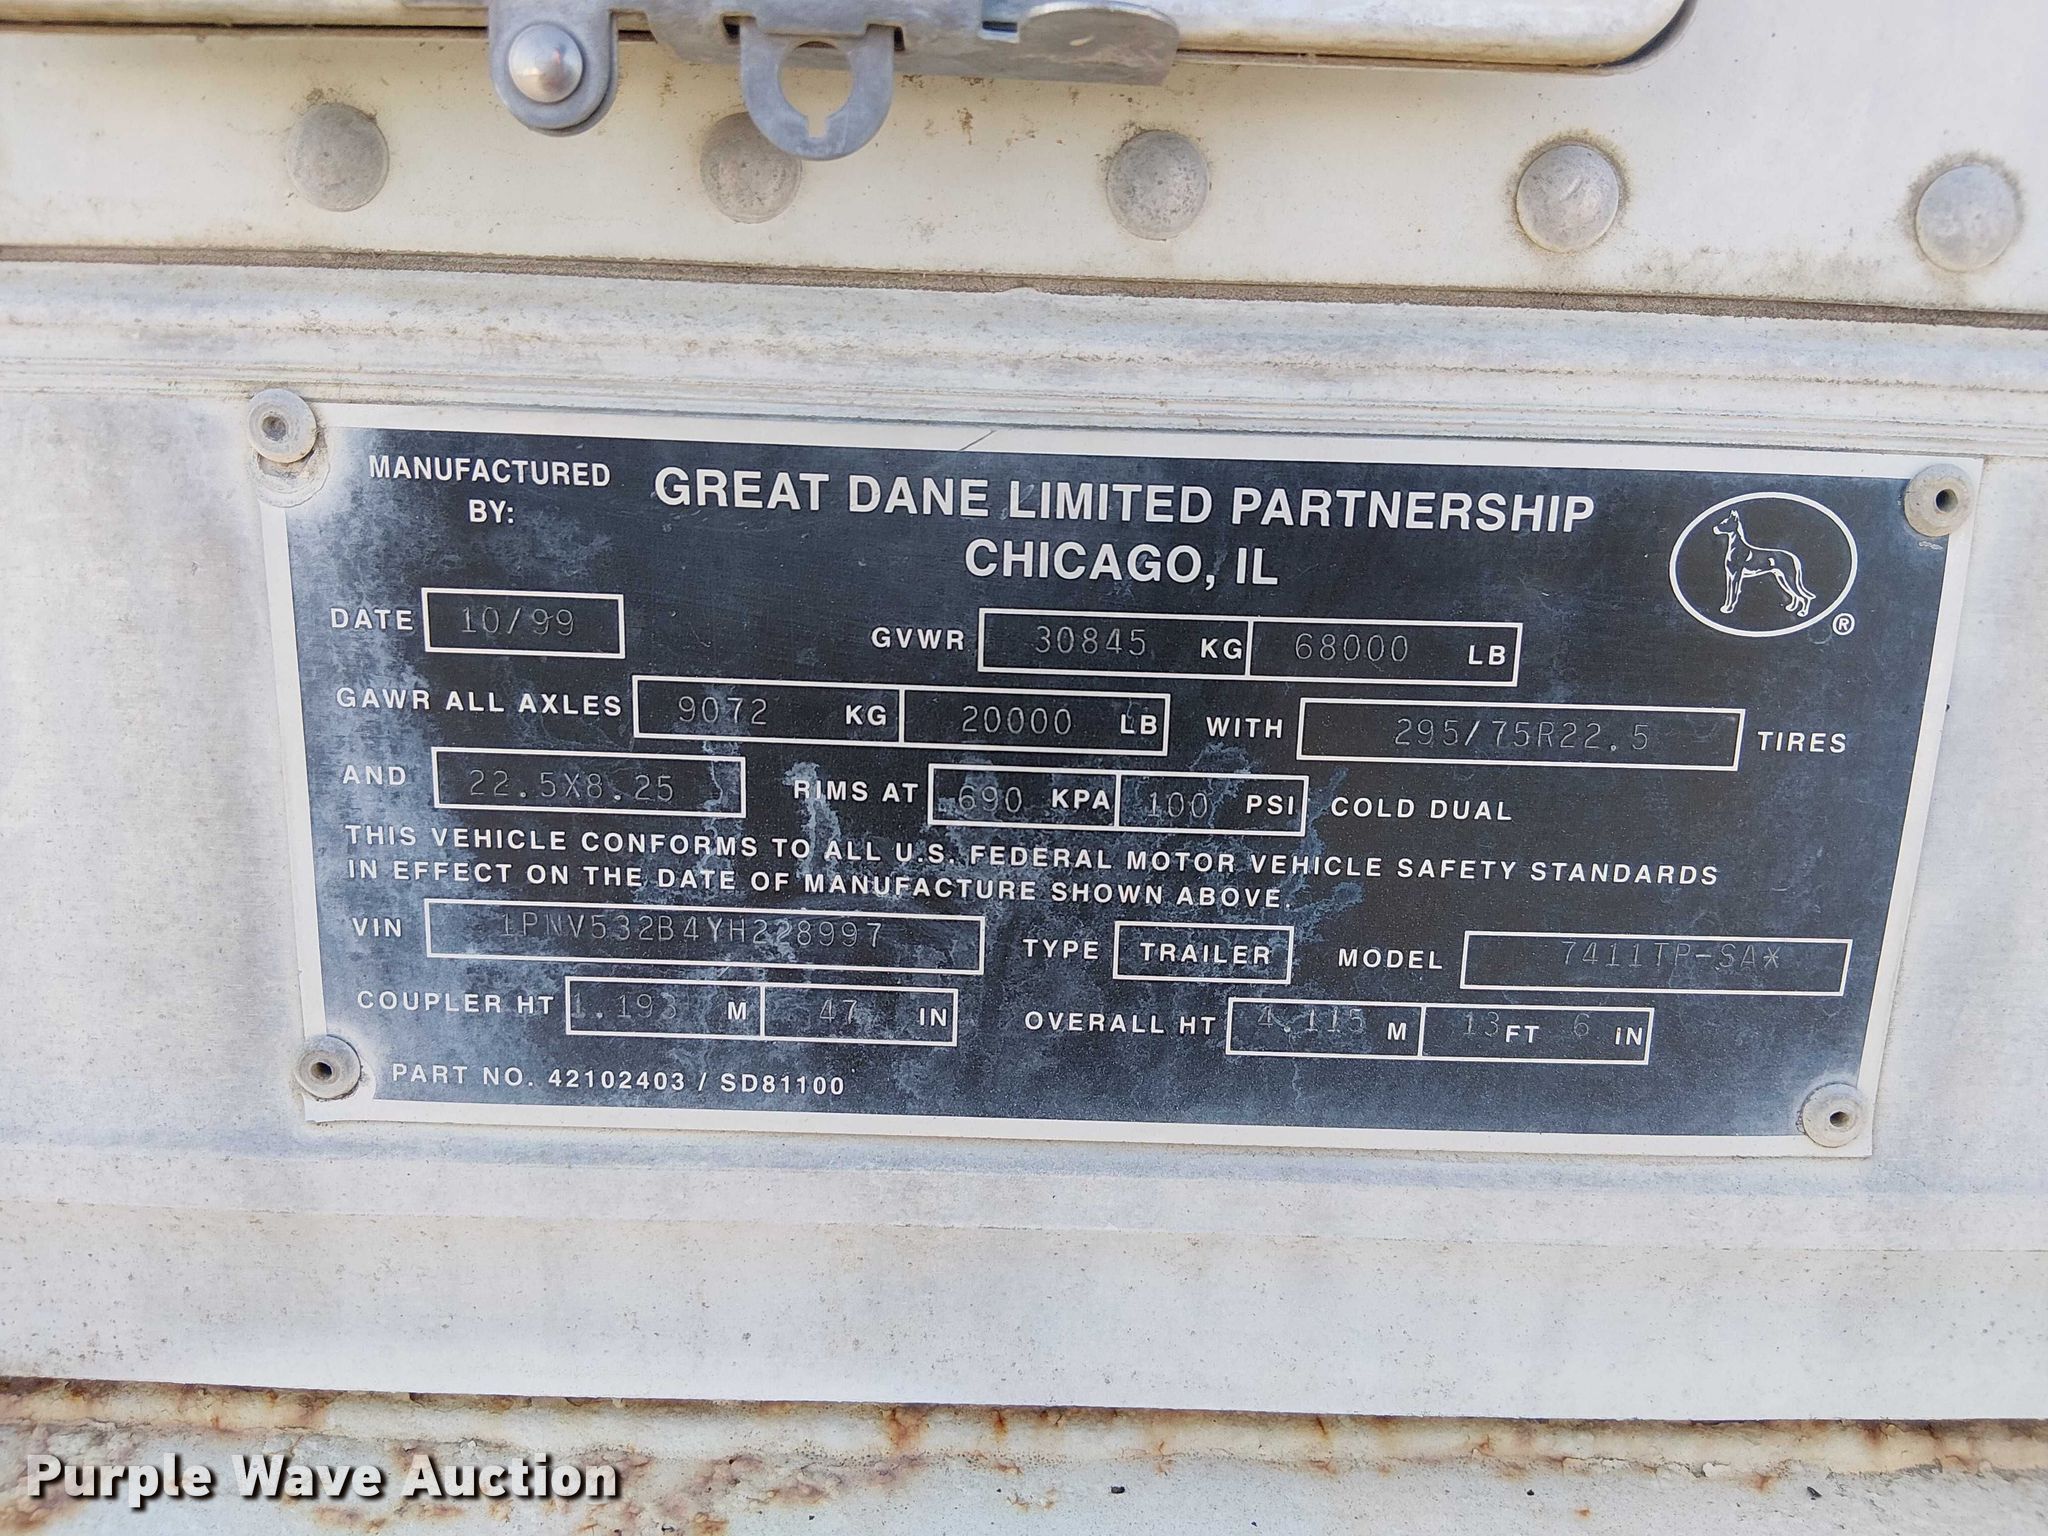 MANUFACTURED BY: GREAT DANE LIMITED PARTNERSHIP
CHICAGO, IL
®
DATE 10/99 GVWR 30845 KG 68000 LB
GAWR ALL AXLES 9072 KG 20000 LB WITH 295/75R22.5 TIRES
AND 22.5X8.25 RIMS AT 690 KPA 100 PSI COLD DUAL
THIS VEHICLE CONFORMS TO ALL U.S. FEDERAL MOTOR VEHICLE SAFETY STANDARDS
IN EFFECT ON THE DATE OF MANUFACTURE SHOWN ABOVE.
VIN 1PNV532B4YH228997 TYPE TRAILER MODEL 7411TP-SA*
COUPLER HT 1.193 M 47 IN OVERALL HT 4.115 M 13 FT 6 IN
PART NO. 42102403 / SD81100
Purple Wave Auction